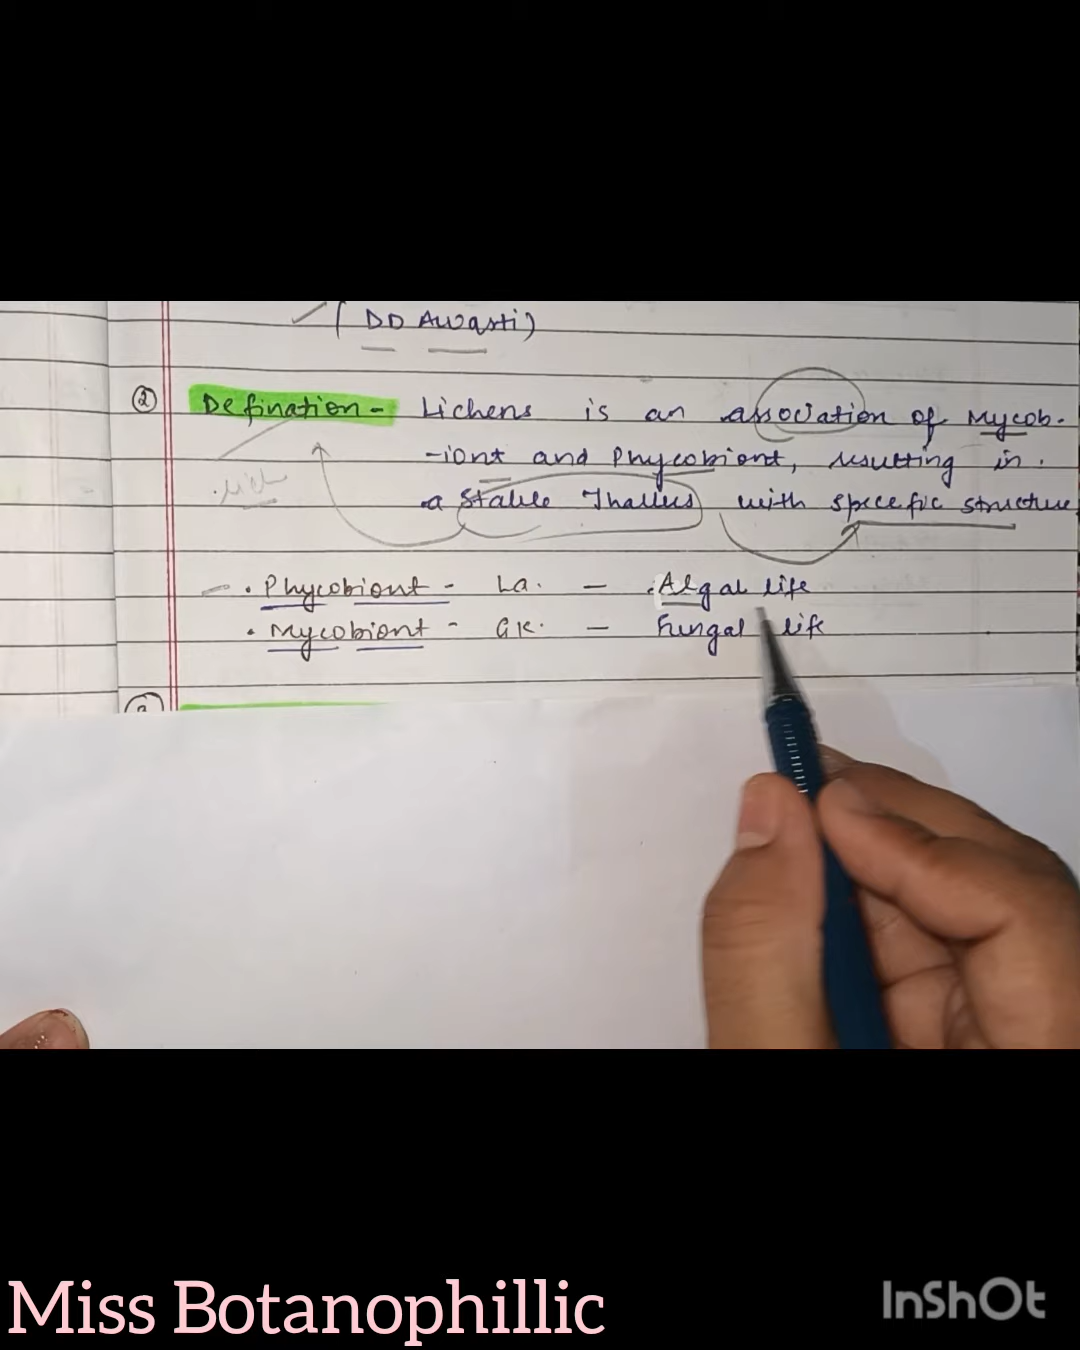 (DD Awasti)
② Defination - Lichens is an association of Mycob-
-iont and Phycobiont, resulting in.
a Stable Thallus with specefic structure
• Phycobiont - La. - Algal life
• Mycobiont - GK. - Fungal life
Miss Botanophillic
InShOt